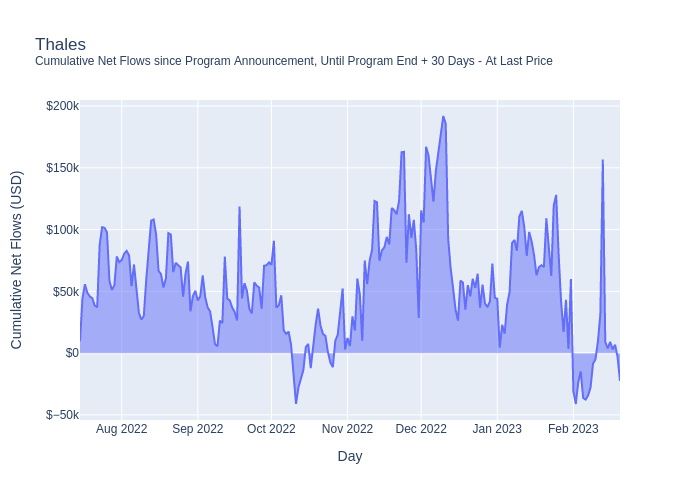 Thales
Cumulative Net Flows since Program Announcement, Until Program End + 30 Days - At Last Price
Cumulative Net Flows (USD)
$200k
$150k
$100k
$50k
$0
$−50k
Aug 2022 Sep 2022 Oct 2022 Nov 2022 Dec 2022 Jan 2023 Feb 2023
Day